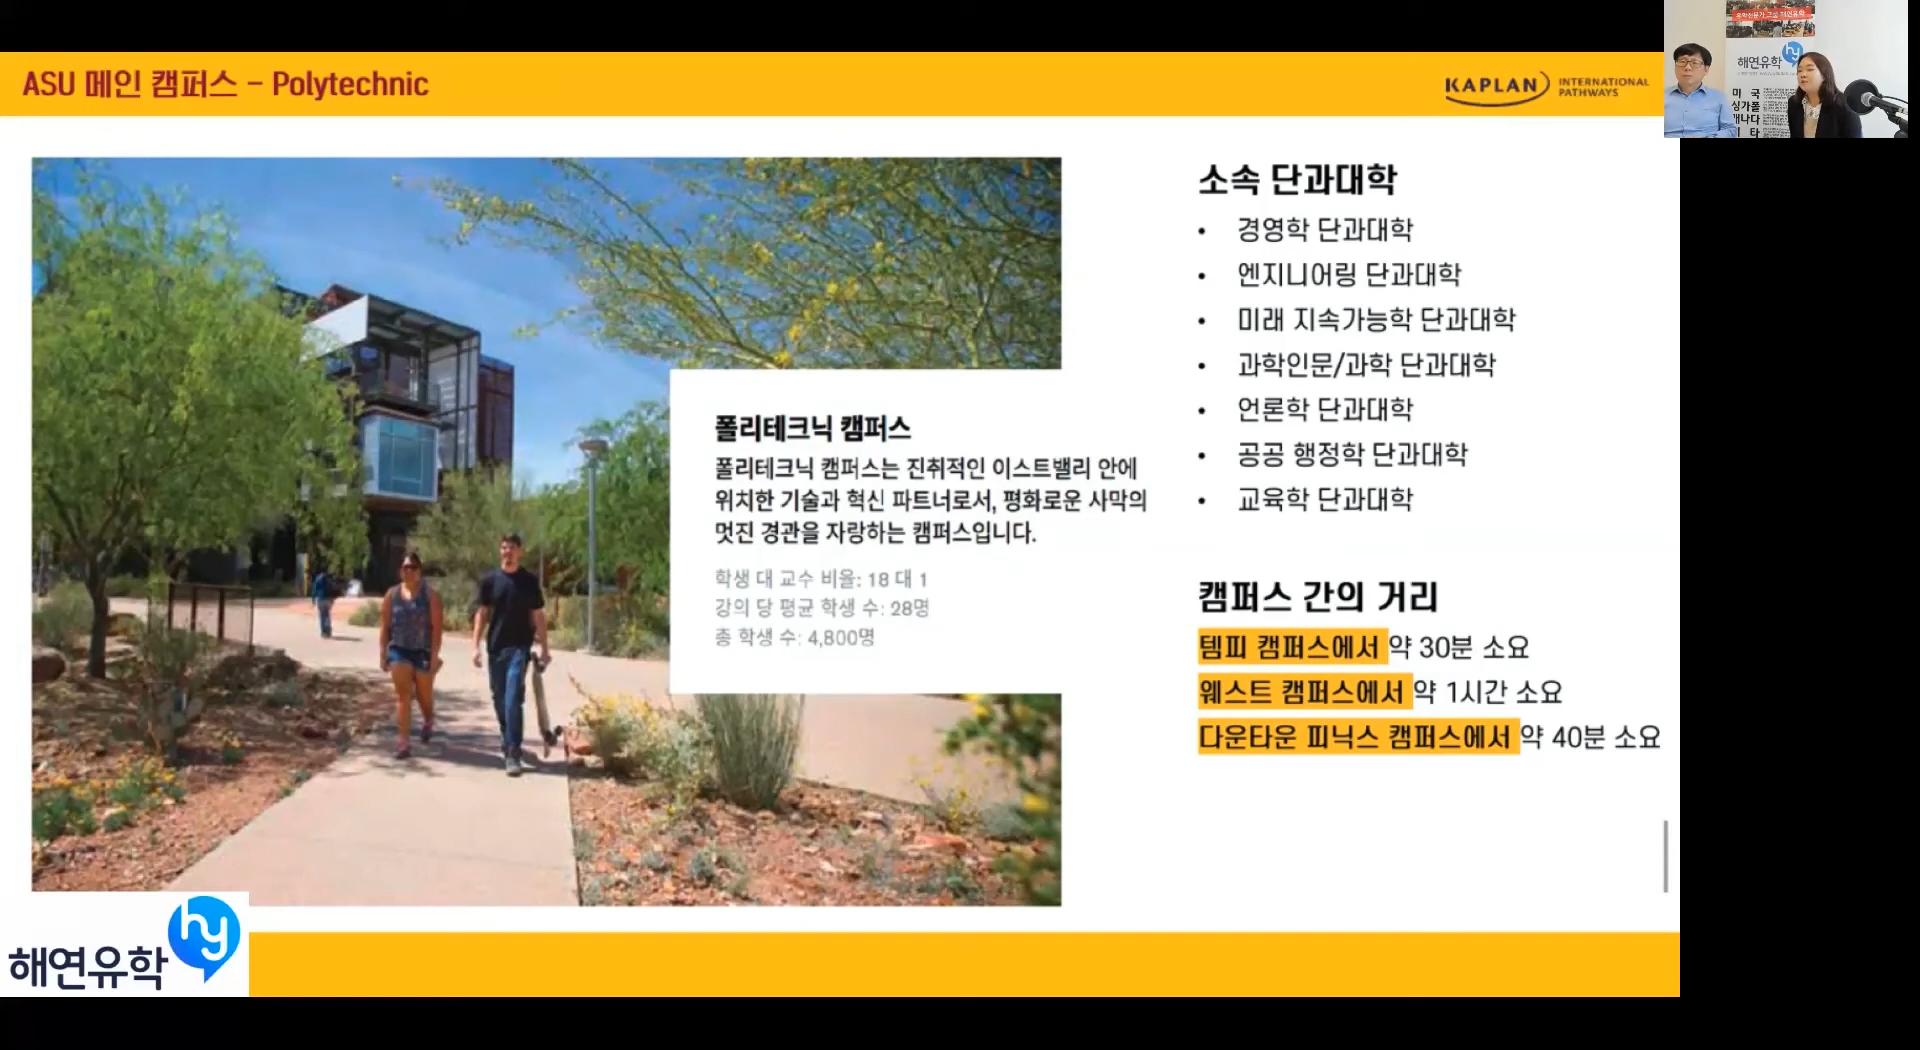 ASU 메인 캠퍼스 – Polytechnic
KAPLAN INTERNATIONAL PATHWAYS
해연유학
hy
미 국
싱가폴
캐나다
소속 단과대학
• 경영학 단과대학
• 엔지니어링 단과대학
• 미래 지속가능학 단과대학
• 과학인문/과학 단과대학
• 언론학 단과대학
• 공공 행정학 단과대학
• 교육학 단과대학
폴리테크닉 캠퍼스
폴리테크닉 캠퍼스는 진취적인 이스트밸리 안에
위치한 기술과 혁신 파트너로서, 평화로운 사막의
멋진 경관을 자랑하는 캠퍼스입니다.
학생 대 교수 비율: 18 대 1
강의 당 평균 학생 수: 28명
총 학생 수: 4,800명
캠퍼스 간의 거리
템피 캠퍼스에서 약 30분 소요
웨스트 캠퍼스에서 약 1시간 소요
다운타운 피닉스 캠퍼스에서 약 40분 소요
해연유학
hy